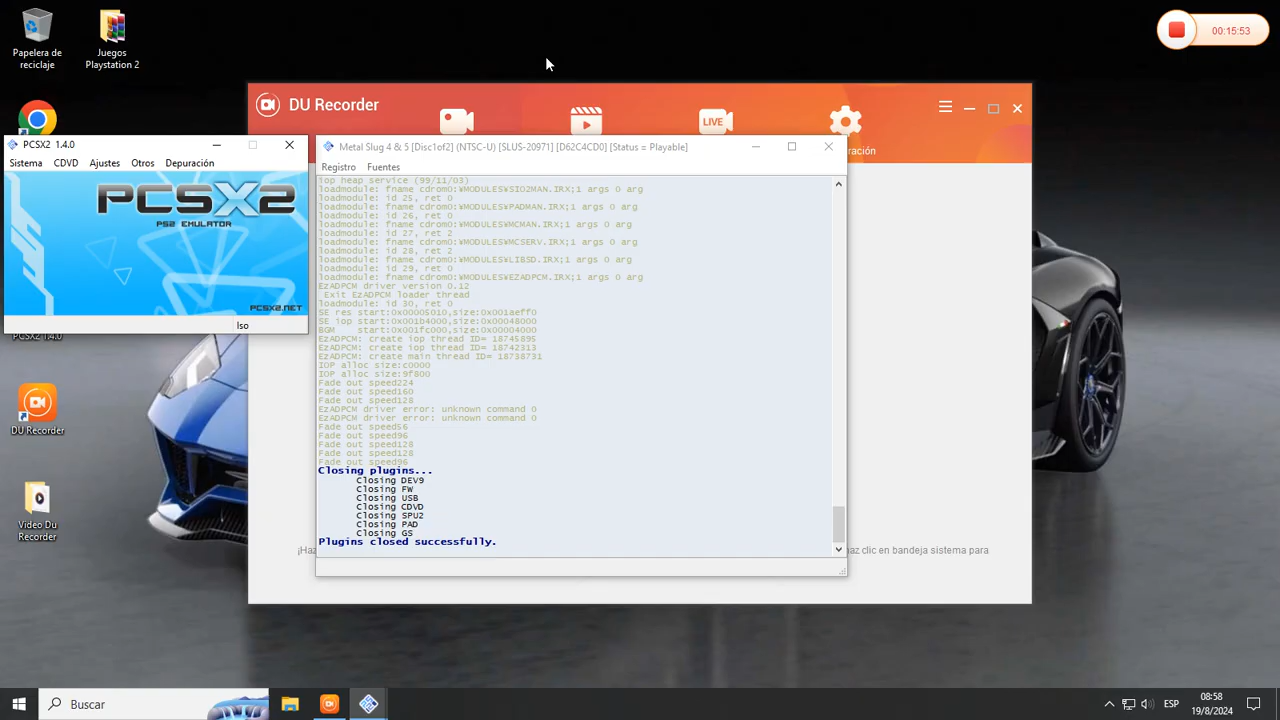 Papelera de
reciclaje
Juegos
Playstation 2
00:15:53
DU Recorder
LIVE
PCSX2 1.4.0
Sistema CDVD Ajustes Otros Depuración
PCSX2
PS2 EMULATOR
PCSX2.NET
Iso
PCSX2 1.4.0
DU Recorder
Video Du
Recorder
Metal Slug 4 & 5 [Disc1of2] (NTSC-U) [SLUS-20971] [D62C4CD0] [Status = Playable]
Registro Fuentes
iop heap service (99/11/03)
loadmodule: fname cdrom0:¥MODULES¥SIO2MAN.IRX;1 args 0 arg
loadmodule: id 25, ret 0
loadmodule: fname cdrom0:¥MODULES¥PADMAN.IRX;1 args 0 arg
loadmodule: id 26, ret 0
loadmodule: fname cdrom0:¥MODULES¥MCMAN.IRX;1 args 0 arg
loadmodule: id 27, ret 2
loadmodule: fname cdrom0:¥MODULES¥MCSERV.IRX;1 args 0 arg
loadmodule: id 28, ret 2
loadmodule: fname cdrom0:¥MODULES¥LIBSD.IRX;1 args 0 arg
loadmodule: id 29, ret 0
loadmodule: fname cdrom0:¥MODULES¥EZADPCM.IRX;1 args 0 arg
EzADPCM driver version 0.12
Exit EzADPCM loader thread
loadmodule: id 30, ret 0
SE res start:0x00005010,size:0x001aeff0
SE iop start:0x001b4000,size:0x00048000
BGM start:0x001fc000,size:0x00004000
EzADPCM: create iop thread ID= 18745895
EzADPCM: create iop thread ID= 18742313
EzADPCM: create main thread ID= 18738731
IOP alloc size:c0000
IOP alloc size:9f800
Fade out speed224
Fade out speed160
Fade out speed128
EzADPCM driver error: unknown command 0
EzADPCM driver error: unknown command 0
Fade out speed56
Fade out speed96
Fade out speed128
Fade out speed128
Fade out speed96
Closing plugins...
Closing DEV9
Closing FW
Closing USB
Closing CDVD
Closing SPU2
Closing PAD
Closing GS
Plugins closed successfully.
ración
¡Haz
haz clic en bandeja sistema para
Buscar
ESP
08:58
19/8/2024